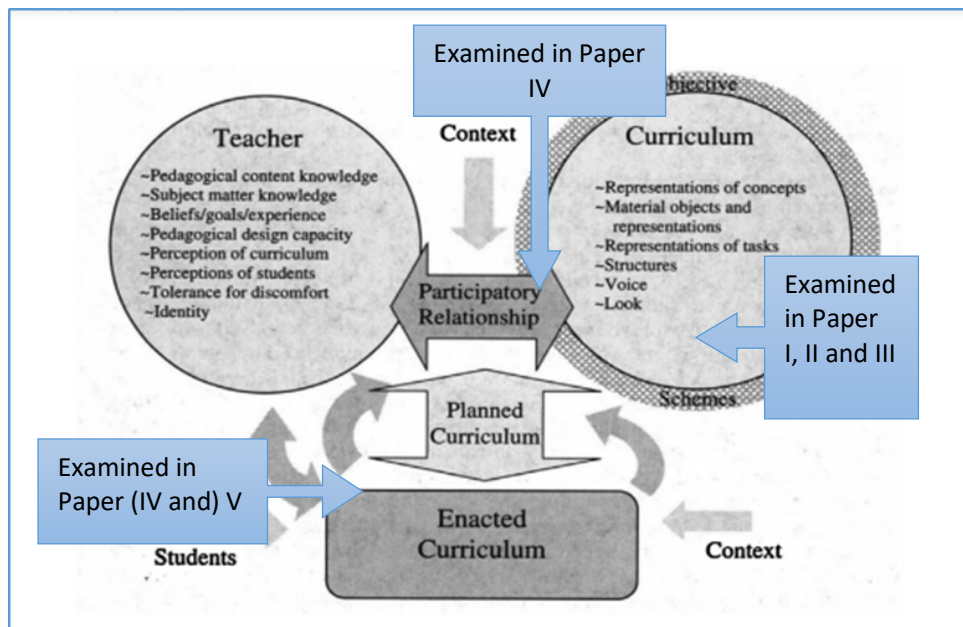 Examined in Paper
IV
Context
Teacher
~Pedagogical content knowledge
~Subject matter knowledge
~Beliefs/goals/experience
~Pedagogical design capacity
~Perception of curriculum
~Perceptions of students
~Tolerance for discomfort
~Identity
Curriculum
~Representations of concepts
~Material objects and
representations
~Representations of tasks
~Structures
~Voice
~Look
Schemes
Examined
in Paper
I, II and III
Participatory
Relationship
Planned
Curriculum
Examined in
Paper (IV and) V
Enacted
Curriculum
Students
Context